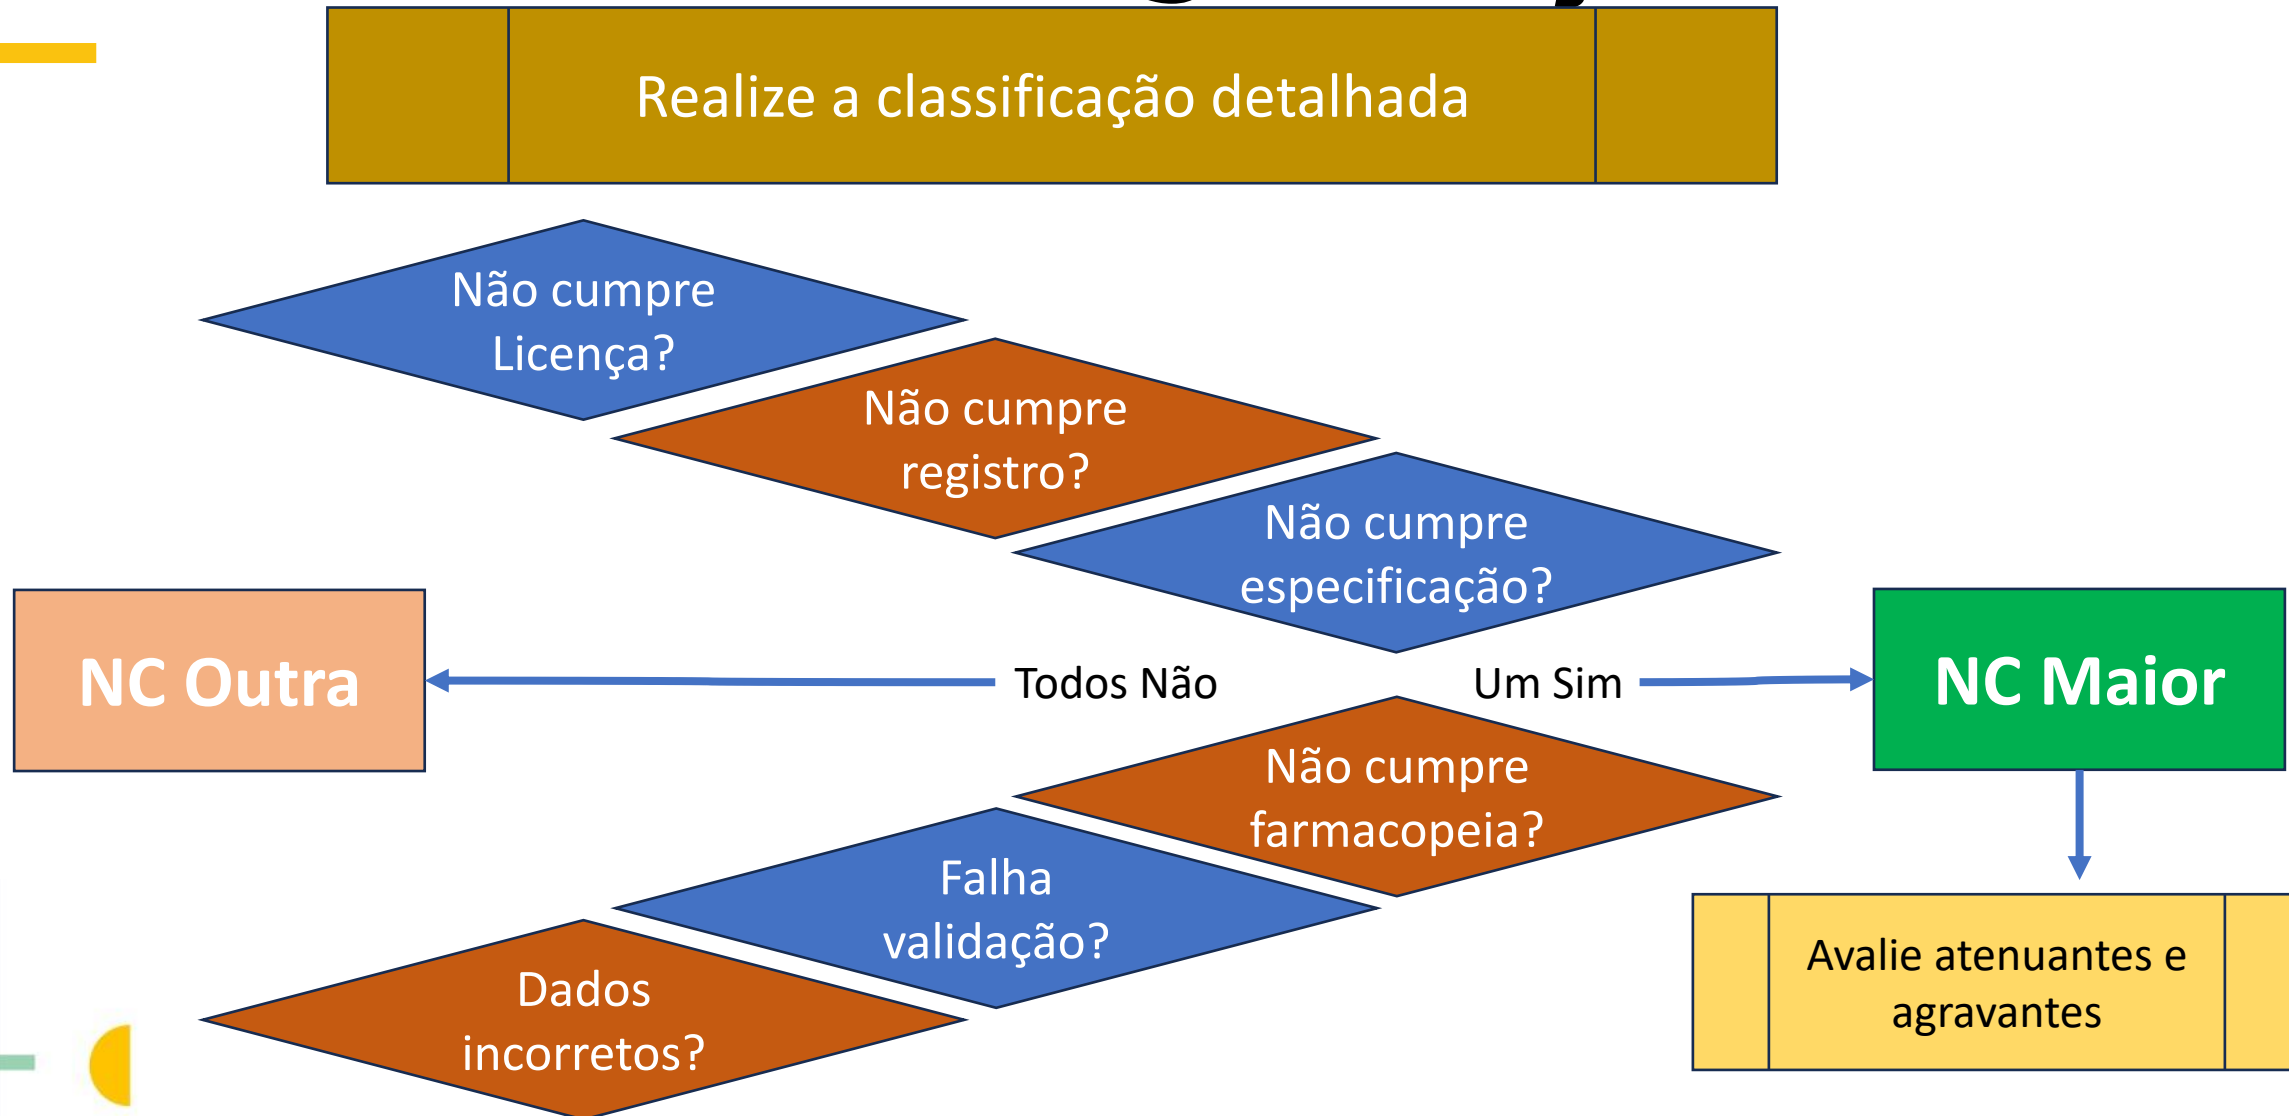 Realize a classificação detalhada
Não cumpre
Licença?
Não cumpre
registro?
Não cumpre
especificação?
NC Outra
Todos Não
Um Sim
NC Maior
Não cumpre
farmacopeia?
Falha
validação?
Dados
incorretos?
Avalie atenuantes e
agravantes